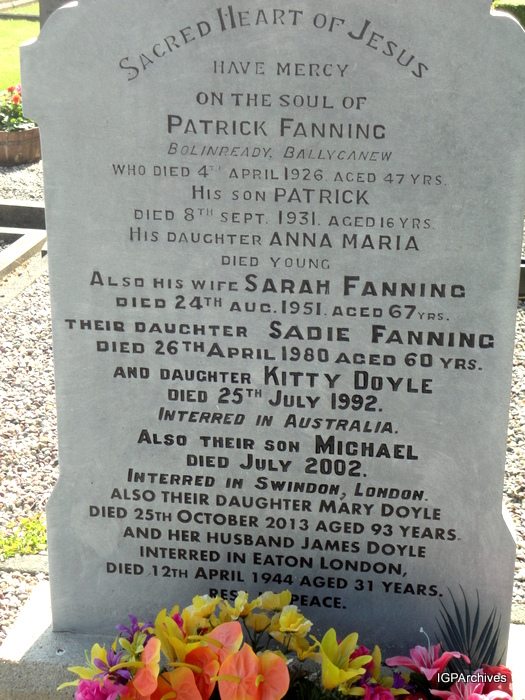 Sacred Heart of Jesus
Have Mercy
on the soul of
Patrick Fanning
Bolinready, Ballycanew
who died 4th April 1926 aged 47 yrs.
His son Patrick
died 8th Sept. 1931. aged 16 yrs.
His daughter Anna Maria
died young
Also his wife Sarah Fanning
died 24th Aug. 1951. aged 67 yrs.
Their daughter Sadie Fanning
died 26th April 1980 aged 60 yrs.
and daughter Kitty Doyle
died 25th July 1992.
Interred in Australia.
Also their son Michael
died July 2002.
Interred in Swindon, London.
Also their daughter Mary Doyle
died 25th October 2013 aged 93 years.
and her husband James Doyle
interred in Eaton London,
died 12th April 1944 aged 31 years.
Peace.
IGPArchives